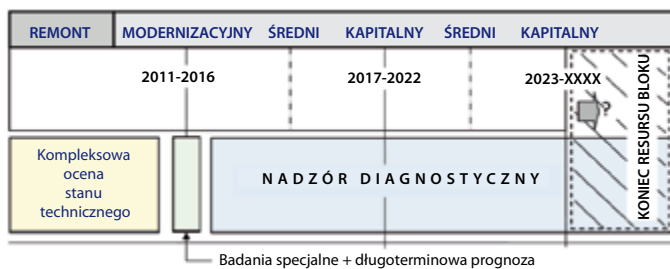 REMONT MODERNIZACYJNY ŚREDNI KAPITALNY ŚREDNI KAPITALNY
2011-2016 2017-2022 2023-XXXX
?
KONIEC RESURSU BLOKU
Kompleksowa
ocena
stanu
technicznego
NADZÓR DIAGNOSTYCZNY
Badania specjalne + długoterminowa prognoza